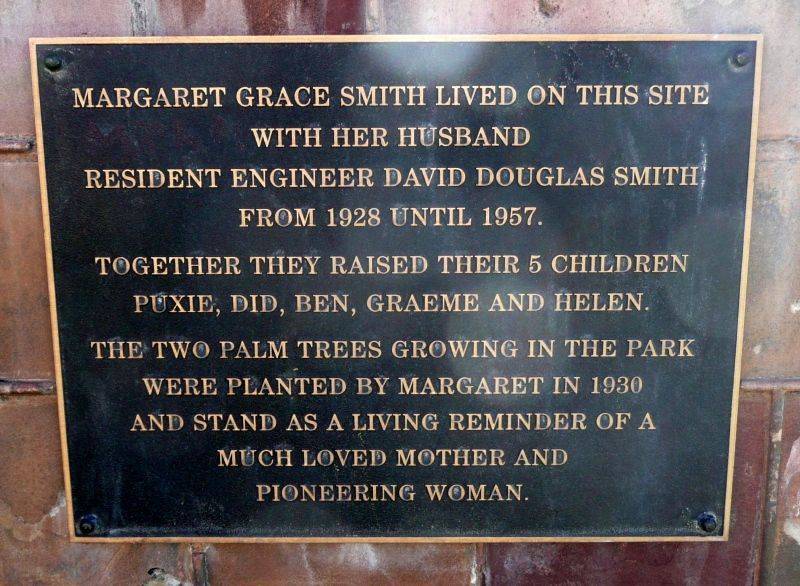 MARGARET GRACE SMITH LIVED ON THIS SITE
WITH HER HUSBAND
RESIDENT ENGINEER DAVID DOUGLAS SMITH
FROM 1928 UNTIL 1957.
TOGETHER THEY RAISED THEIR 5 CHILDREN
PUXIE, DID, BEN, GRAEME AND HELEN.
THE TWO PALM TREES GROWING IN THE PARK
WERE PLANTED BY MARGARET IN 1930
AND STAND AS A LIVING REMINDER OF A
MUCH LOVED MOTHER AND
PIONEERING WOMAN.